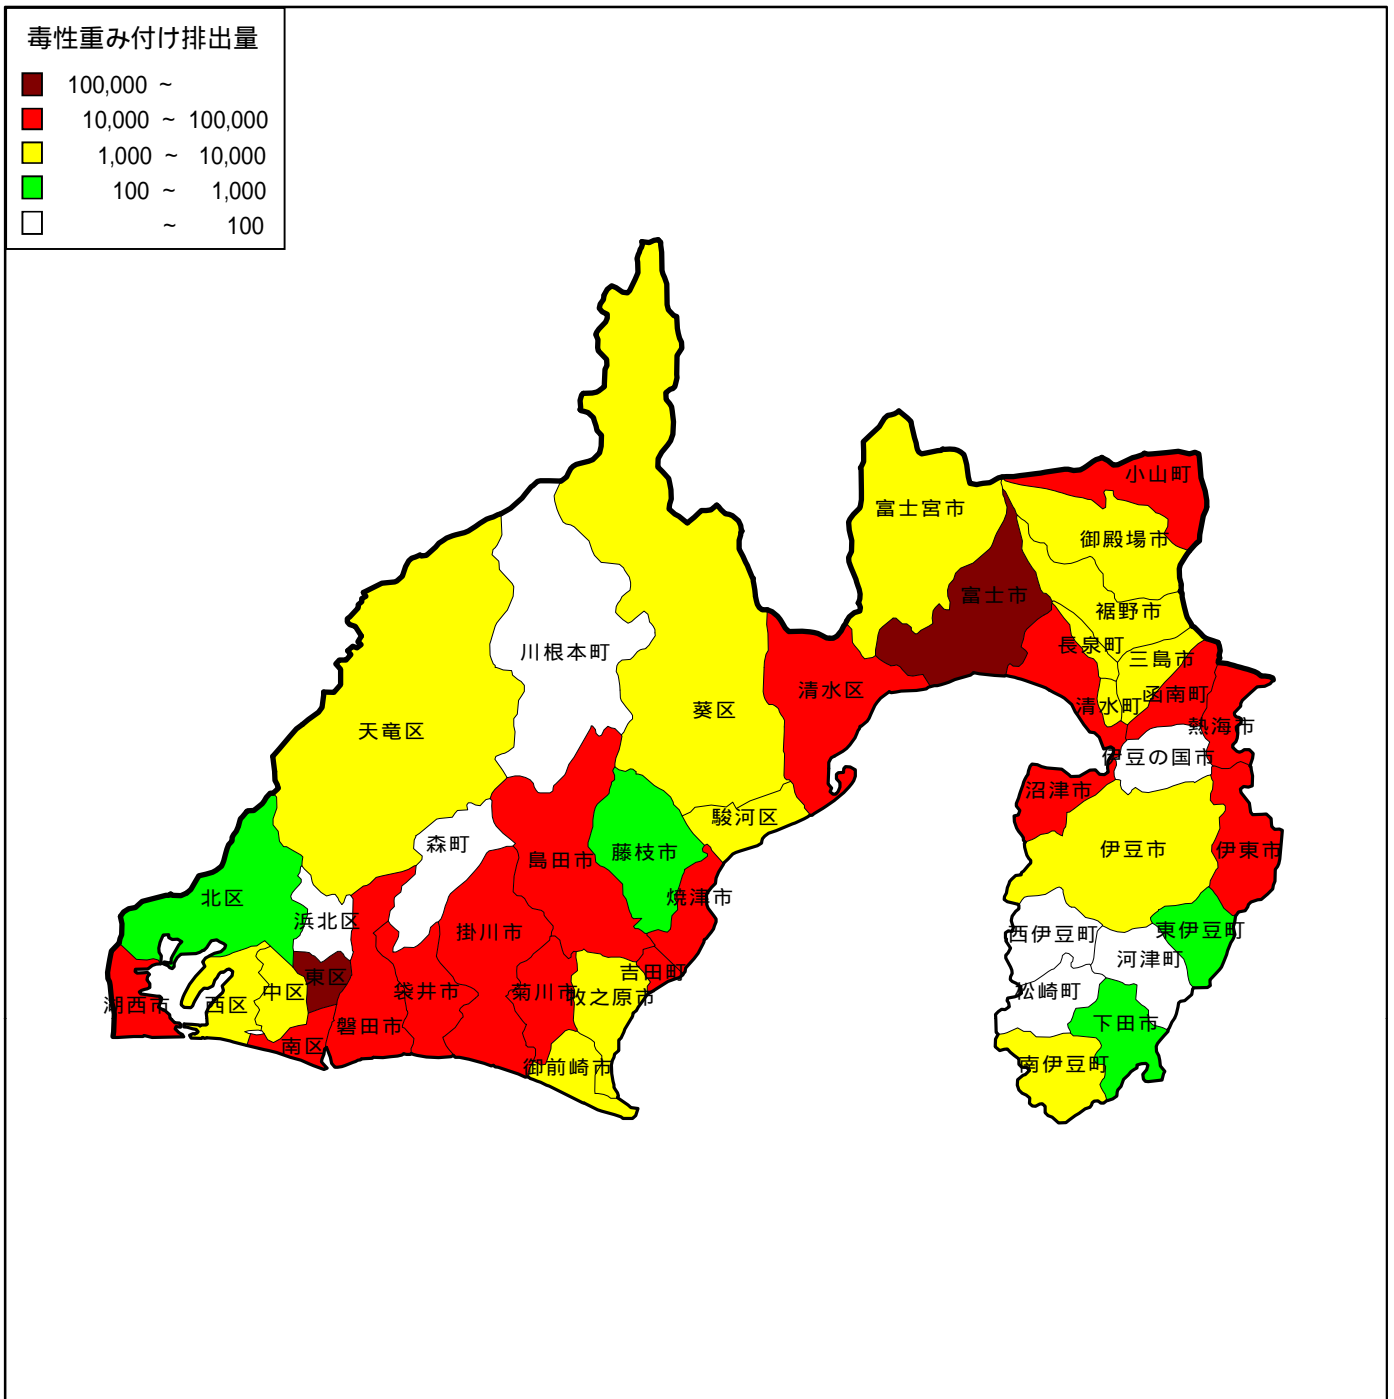 毒性重み付け排出量
100,000 ~
10,000 ~ 100,000
1,000 ~ 10,000
100 ~ 1,000
~ 100
小山町
富士宮市
御殿場市
富士市
裾野市
長泉町
三島市
川根本町
清水区
函南町
葵区
清水町
熱海市
天竜区
伊豆の国市
沼津市
駿河区
森町
藤枝市
島田市
伊豆市
伊東市
北区
焼津市
浜北区
掛川市
西伊豆町
東伊豆町
河津町
東区
吉田町
中区
袋井市
菊川市
牧之原市
松崎町
湖西市
西区
磐田市
下田市
南区
御前崎市
南伊豆町